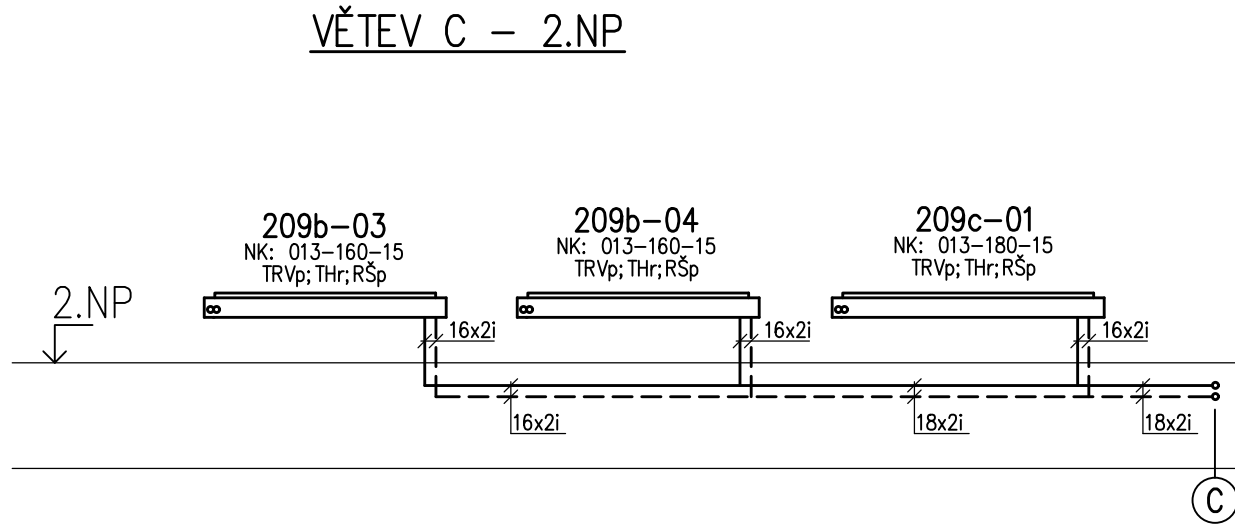 VĚTEV C – 2.NP
209b–03
NK: 013–160–15
TRVp; THr; RŠp
209b–04
NK: 013–160–15
TRVp; THr; RŠp
209c–01
NK: 013–180–15
TRVp; THr; RŠp
2.NP
16x2i
16x2i
16x2i
16x2i
18x2i
18x2i
C